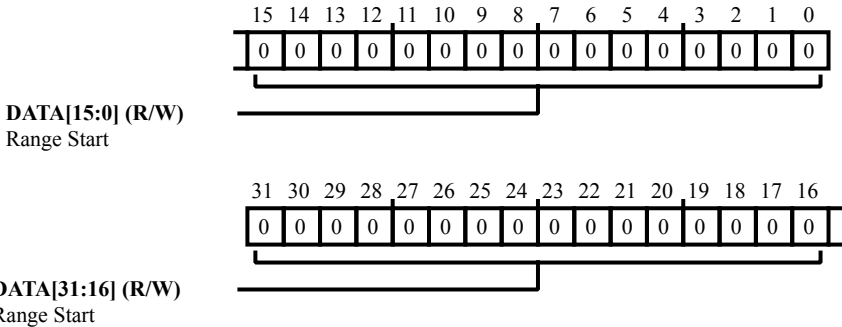 15 14 13 12 11 10 9 8 7 6 5 4 3 2 1 0
0 0 0 0 0 0 0 0 0 0 0 0 0 0 0 0
DATA[15:0] (R/W)
Range Start
31 30 29 28 27 26 25 24 23 22 21 20 19 18 17 16
0 0 0 0 0 0 0 0 0 0 0 0 0 0 0 0
DATA[31:16] (R/W)
Range Start